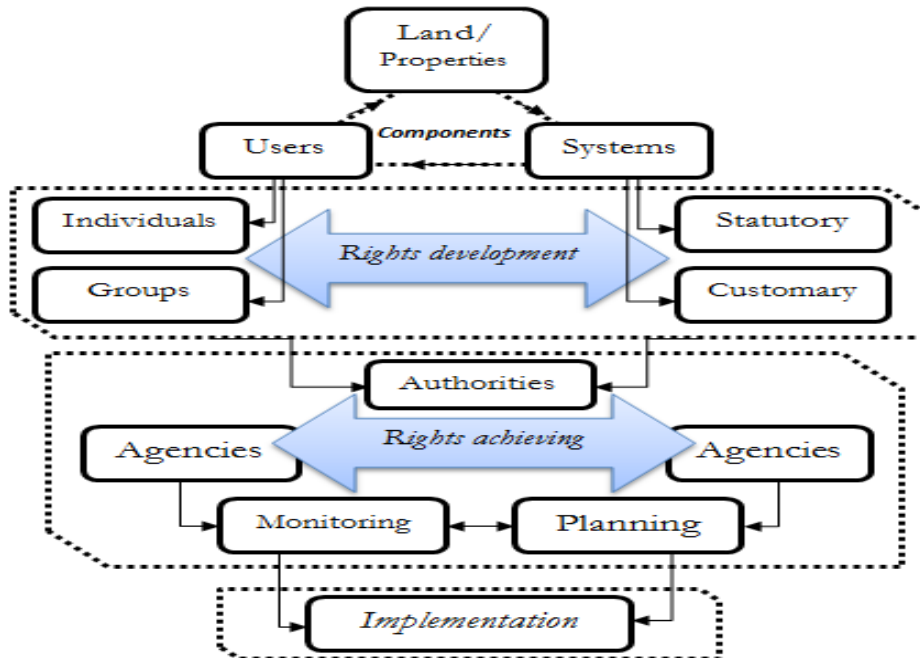 Land/
Properties
Components
Users
Systems
Individuals
Statutory
Rights development
Groups
Customary
Authorities
Rights achieving
Agencies
Agencies
Monitoring
Planning
Implementation